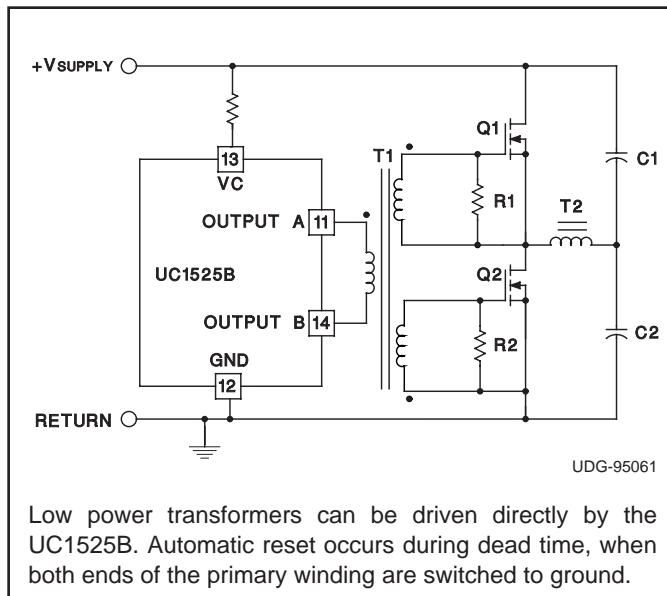 +VSUPPLY
Q1
13
T1
C1
VC
R1
OUTPUT A 11
T2
UC1525B
Q2
OUTPUT B 14
C2
GND
R2
12
RETURN
UDG-95061
Low power transformers can be driven directly by the
UC1525B. Automatic reset occurs during dead time, when
both ends of the primary winding are switched to ground.